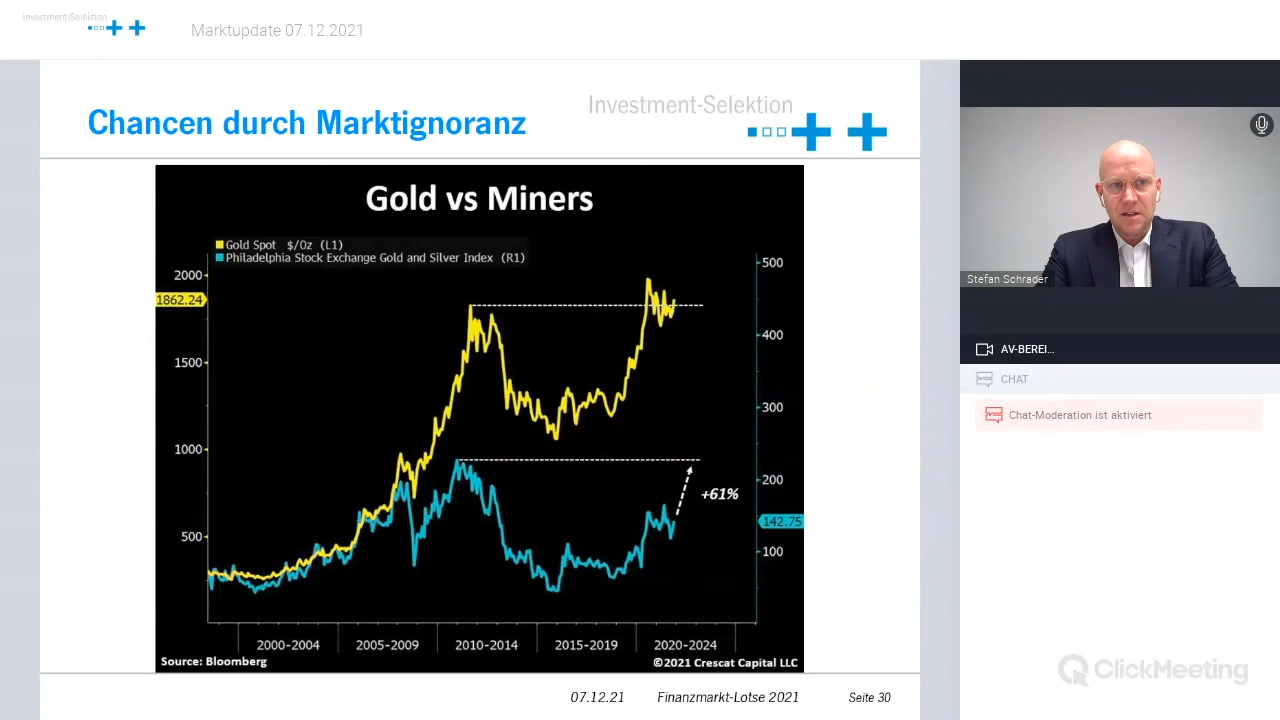 Investment-Selektion
Marktupdate 07.12.2021
Chancen durch Marktignoranz
Investment-Selektion
Gold vs Miners
Gold Spot $/Oz (L1)
Philadelphia Stock Exchange Gold and Silver Index (R1)
2000
1862.24
1500
1000
500
500
400
300
200
142.75
100
+61%
2000-2004 2005-2009 2010-2014 2015-2019 2020-2024
Source: Bloomberg
©2021 Crescat Capital LLC
07.12.21 Finanzmarkt-Lotse 2021 Seite 30
Stefan Schrader
AV-BEREI...
CHAT
Chat-Moderation ist aktiviert
ClickMeeting